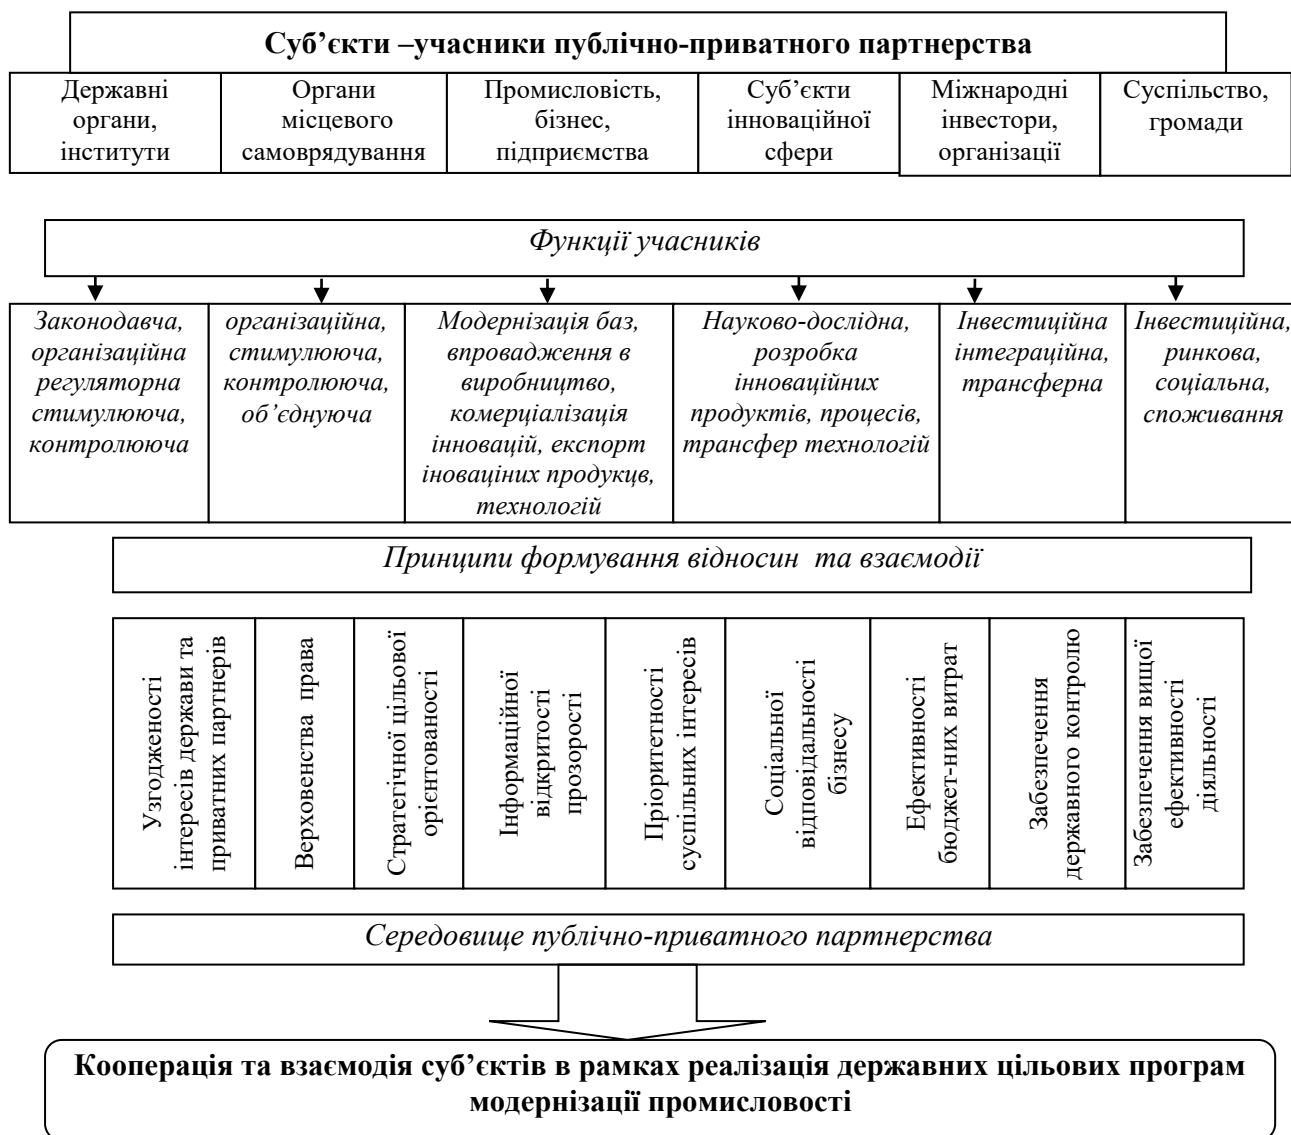 Суб’єкти –учасники публічно-приватного партнерства
Державні
органи,
інститути
Органи
місцевого
самоврядування
Промисловість,
бізнес,
підприємства
Суб’єкти
інноваційної
сфери
Міжнародні
інвестори,
організації
Суспільство,
громади
Функції учасників
Законодавча,
організаційна
регуляторна
стимулююча,
контролююча
організаційна,
стимулююча,
контролююча,
об’єднуюча
Модернізація баз,
впровадження в
виробництво,
комерціалізація
інновацій, експорт
іноваціних продукцв,
технологій
Науково-дослідна,
розробка
інноваційних
продуктів, процесів,
трансфер технологій
Інвестиційна
інтеграційна,
трансферна
Інвестиційна,
ринкова,
соціальна,
споживання
Принципи формування відносин та взаємодії
Узгодженості
інтересів держави та
приватних партнерів
Верховенства права
Стратегічної цільової
орієнтованості
Інформаційної
відкритості
прозорості
Пріоритетності
суспільних інтересів
Соціальної
відповідальності
бізнесу
Ефективності
бюджет-них витрат
Забезпечення
державного контролю
Забезпечення вищої
ефективності
діяльності
Середовище публічно-приватного партнерства
Кооперація та взаємодія суб’єктів в рамках реалізація державних цільових програм
модернізації промисловості